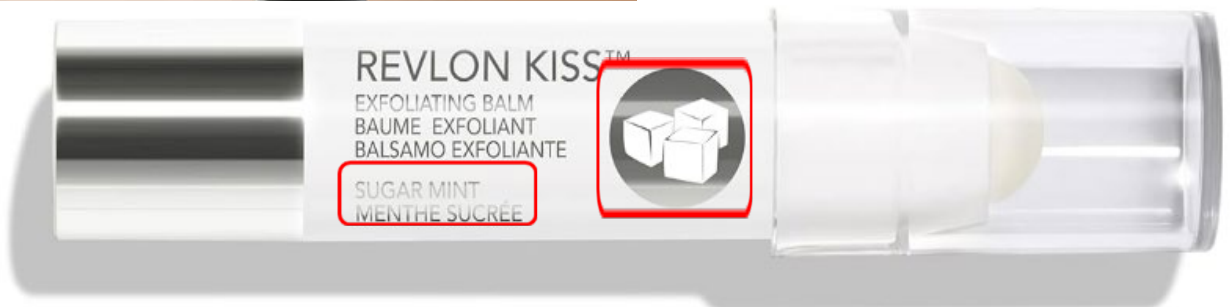 REVLON KISS™
EXFOLIATING BALM
BAUME EXFOLIANT
BALSAMO EXFOLIANTE
SUGAR MINT
MENTHE SUCRÉE